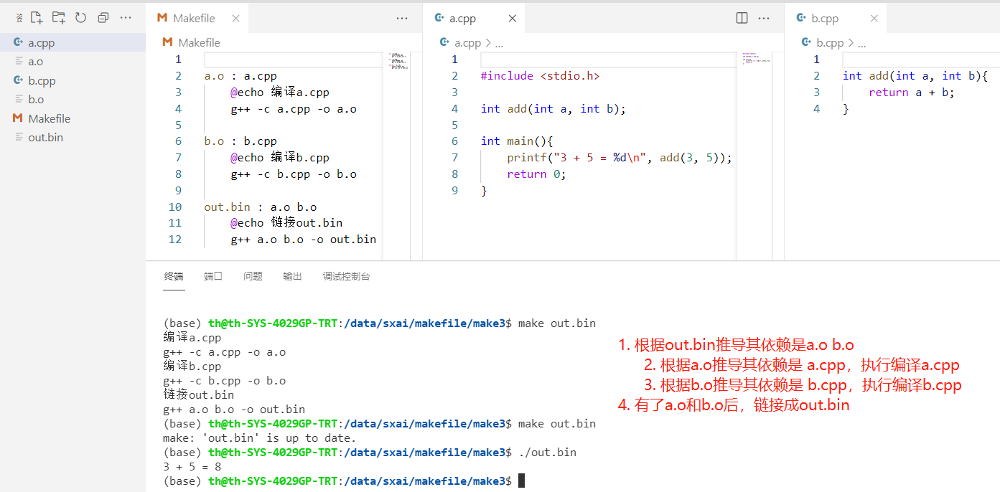 a.cpp
a.o
b.cpp
b.o
Makefile
out.bin
Makefile
Makefile
1
2 a.o : a.cpp
3 @echo 编译a.cpp
4 g++ -c a.cpp -o a.o
5
6 b.o : b.cpp
7 @echo 编译b.cpp
8 g++ -c b.cpp -o b.o
9
10 out.bin : a.o b.o
11 @echo 链接out.bin
12 g++ a.o b.o -o out.bin
a.cpp
a.cpp > ...
1
2 #include <stdio.h>
3
4 int add(int a, int b);
5
6 int main(){
7 printf("3 + 5 = %d\n", add(3, 5));
8 return 0;
9 }
b.cpp
b.cpp > ...
1
2 int add(int a, int b){
3 return a + b;
4 }
终端 端口 问题 输出 调试控制台
(base) th@th-SYS-4029GP-TRT:/data/sxai/makefile/make3$ make out.bin
编译a.cpp
g++ -c a.cpp -o a.o
编译b.cpp
g++ -c b.cpp -o b.o
链接out.bin
g++ a.o b.o -o out.bin
(base) th@th-SYS-4029GP-TRT:/data/sxai/makefile/make3$ make out.bin
make: 'out.bin' is up to date.
(base) th@th-SYS-4029GP-TRT:/data/sxai/makefile/make3$ ./out.bin
3 + 5 = 8
(base) th@th-SYS-4029GP-TRT:/data/sxai/makefile/make3$
1. 根据out.bin推导其依赖是a.o b.o
2. 根据a.o推导其依赖是 a.cpp，执行编译a.cpp
3. 根据b.o推导其依赖是 b.cpp，执行编译b.cpp
4. 有了a.o和b.o后，链接成out.bin